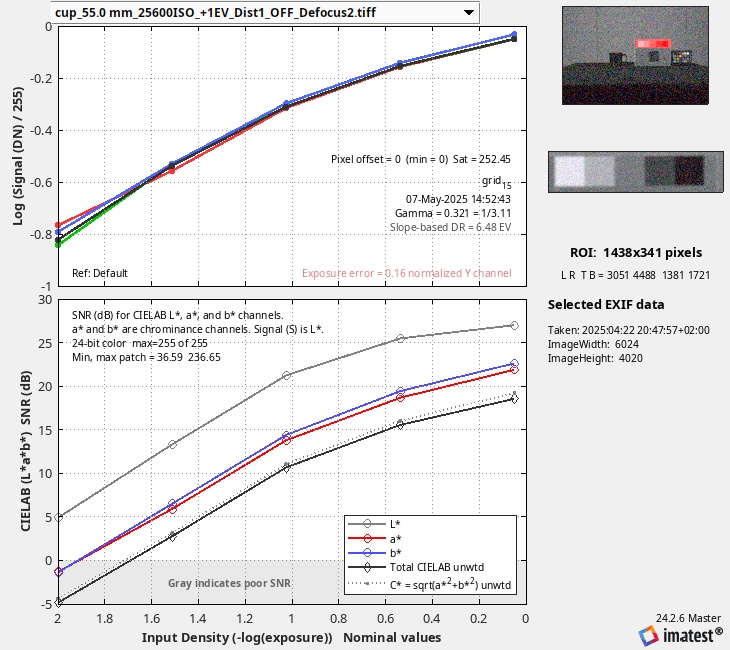 cup_55.0 mm_25600ISO_+1EV_Dist1_OFF_Defocus2.tiff
Log (Signal (DN) / 255)
0
-0.2
-0.4
-0.6
-0.8
-1
Pixel offset = 0 (min = 0) Sat = 252.45
grid15
07-May-2025 14:52:43
Gamma = 0.321 = 1/3.11
Slope-based DR = 6.48 EV
Ref: Default
Exposure error = 0.16 normalized Y channel
ROI: 1438x341 pixels
L R T B = 3051 4488 1381 1721
Selected EXIF data
Taken: 2025:04:22 20:47:57+02:00
ImageWidth: 6024
ImageHeight: 4020
CIELAB (L*a*b*) SNR (dB)
30
25
20
15
10
5
0
-5
SNR (dB) for CIELAB L*, a*, and b* channels.
a* and b* are chrominance channels. Signal (S) is L*.
24-bit color max=255 of 255
Min, max patch = 36.59 236.65
L*
a*
b*
Total CIELAB unwtd
C* = sqrt(a*2+b*2) unwtd
Gray indicates poor SNR
2 1.8 1.6 1.4 1.2 1 0.8 0.6 0.4 0.2 0
Input Density (-log(exposure)) Nominal values
24.2.6 Master
imatest®